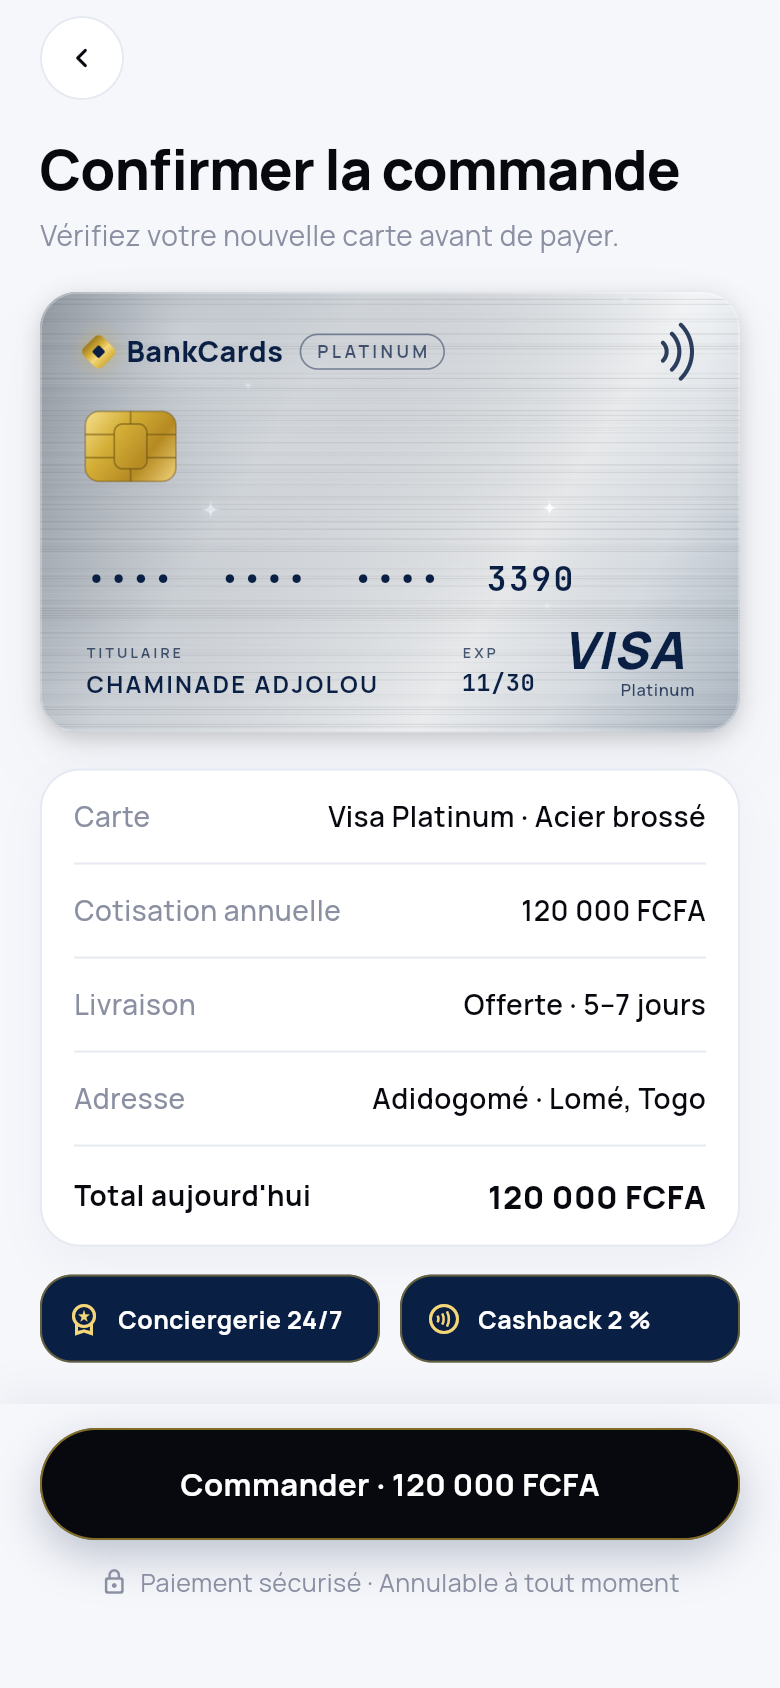 Confirmer la commande
Vérifiez votre nouvelle carte avant de payer.
BankCards PLATINUM
•••• •••• •••• 3390
TITULAIRE EXP VISA
CHAMINADE ADJOLOU 11/30 Platinum
Carte Visa Platinum · Acier brossé
Cotisation annuelle 120 000 FCFA
Livraison Offerte · 5–7 jours
Adresse Adidogomé · Lomé, Togo
Total aujourd'hui 120 000 FCFA
Conciergerie 24/7 Cashback 2 %
Commander · 120 000 FCFA
Paiement sécurisé · Annulable à tout moment